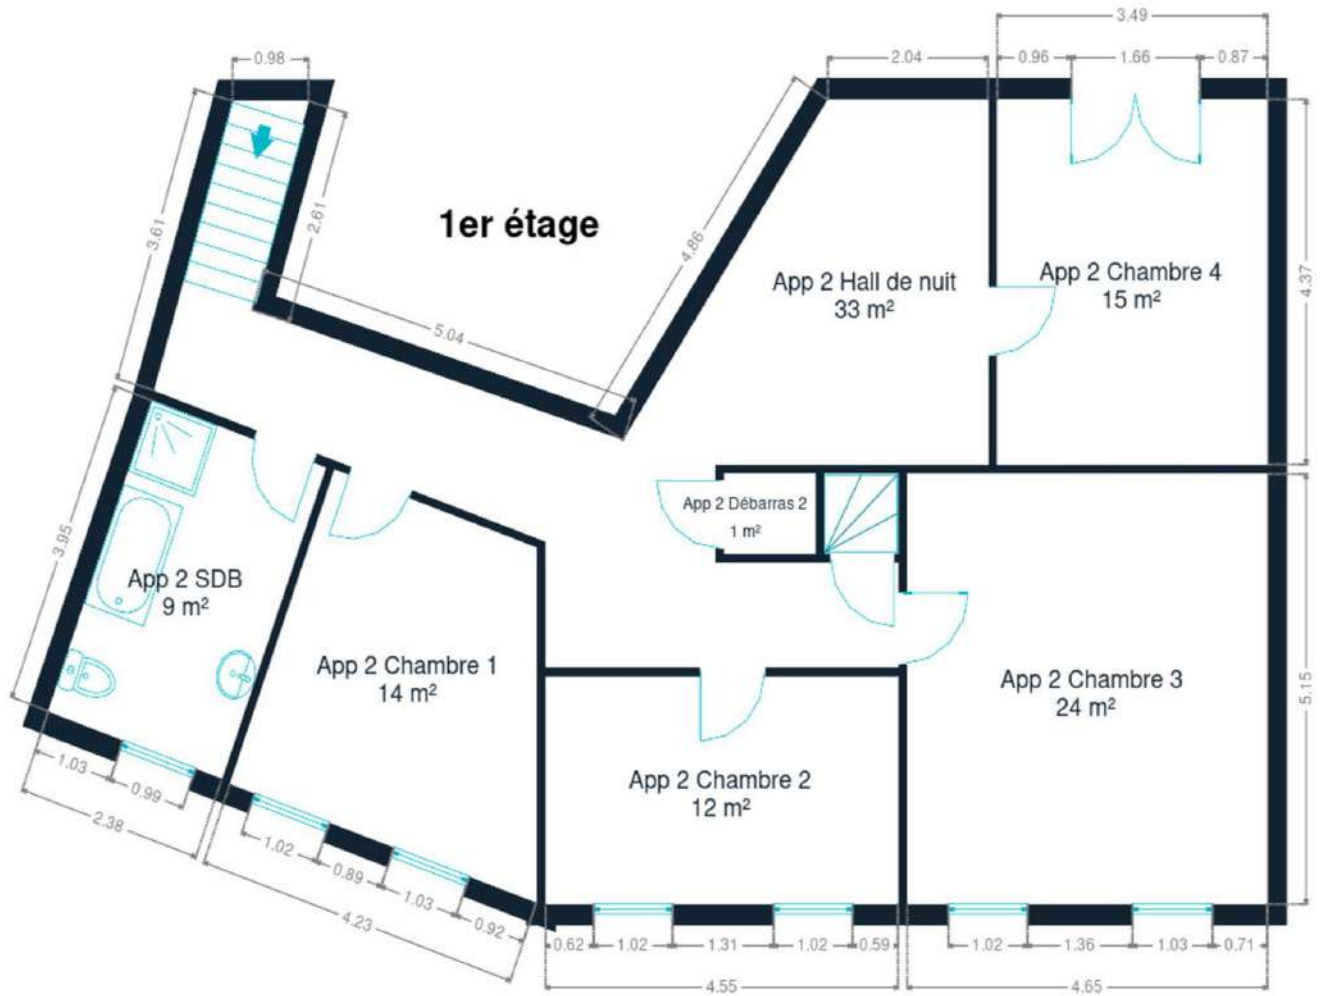 3.49
0.98
2.04
0.96
1.66
0.87
3.61
2.61
1er étage
4.86
App 2 Hall de nuit
33 m²
App 2 Chambre 4
15 m²
4.37
5.04
App 2 Débarras 2
1 m²
3.95
App 2 SDB
9 m²
App 2 Chambre 1
14 m²
App 2 Chambre 3
24 m²
5.15
App 2 Chambre 2
12 m²
1.03
0.99
2.38
1.02
0.89
1.03
0.92
4.23
0.62
1.02
1.31
1.02
0.59
4.55
1.02
1.36
1.03
0.71
4.65